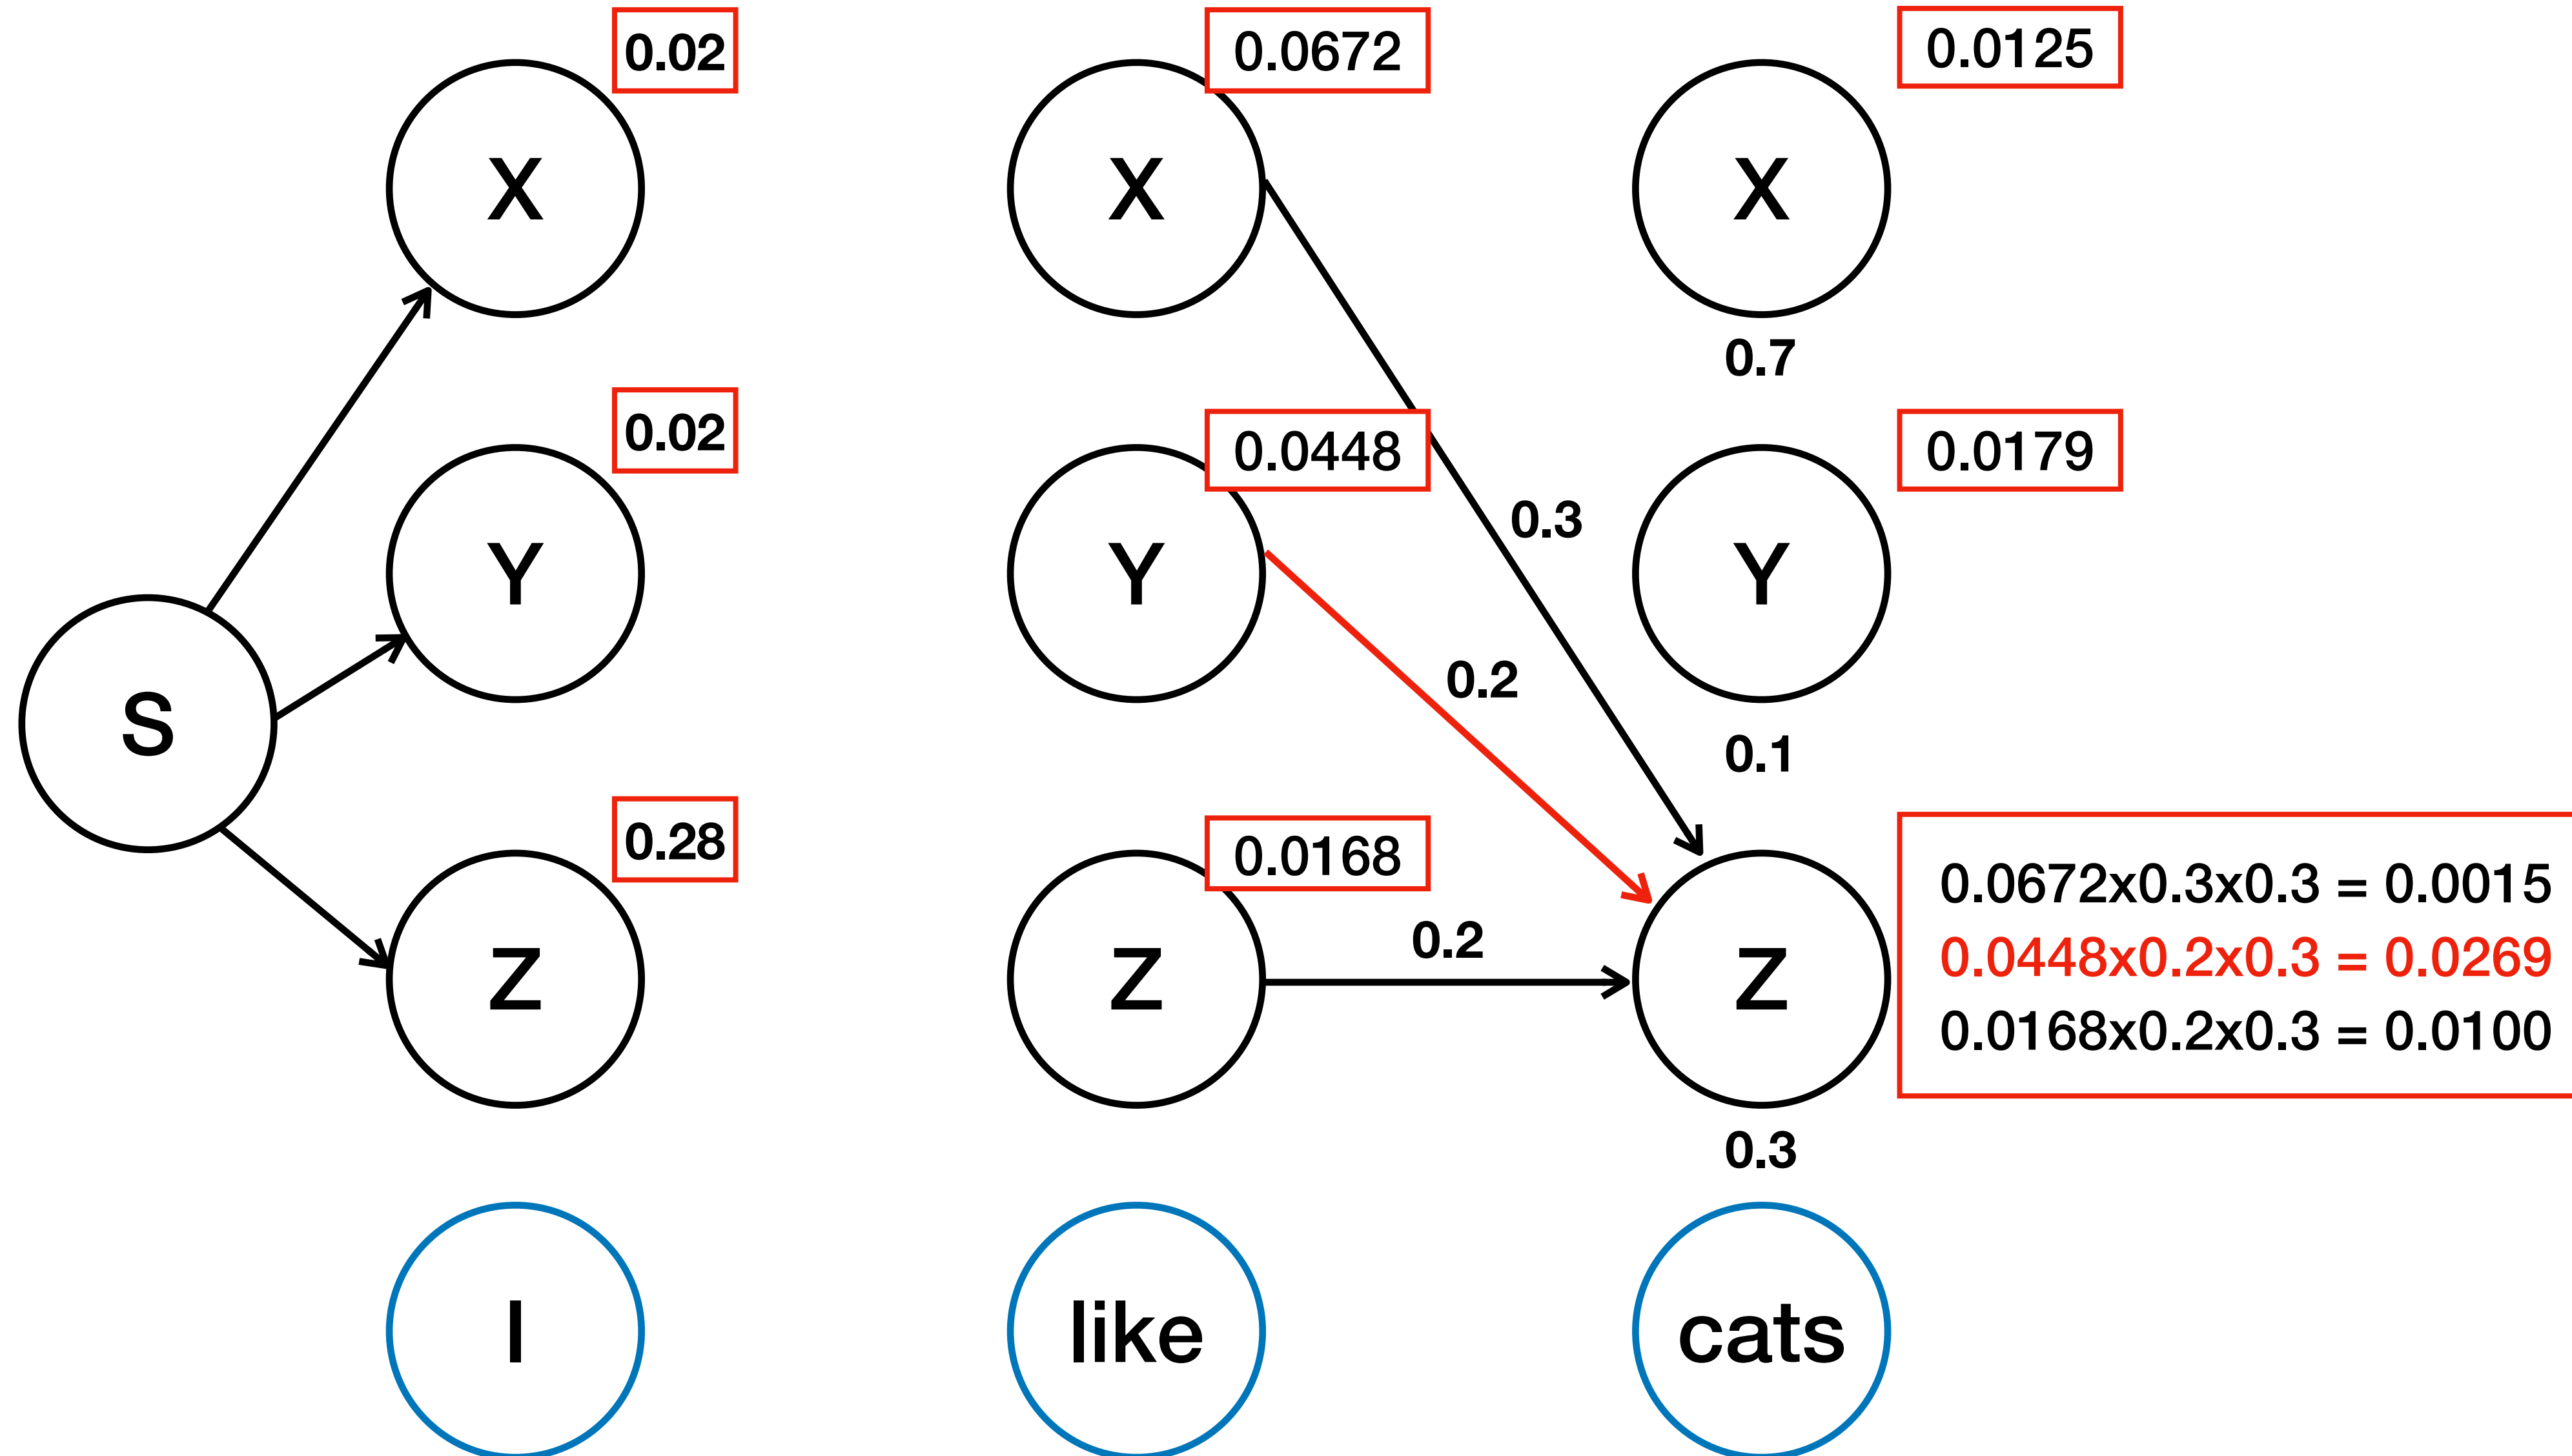 0.02
0.0672
0.0125
X
X
X
0.7
0.02
0.0448
0.0179
0.3
Y
Y
Y
0.2
S
0.1
0.28
0.0168
0.0672x0.3x0.3 = 0.0015
0.0448x0.2x0.3 = 0.0269
0.0168x0.2x0.3 = 0.0100
0.2
Z
Z
Z
0.3
I
like
cats